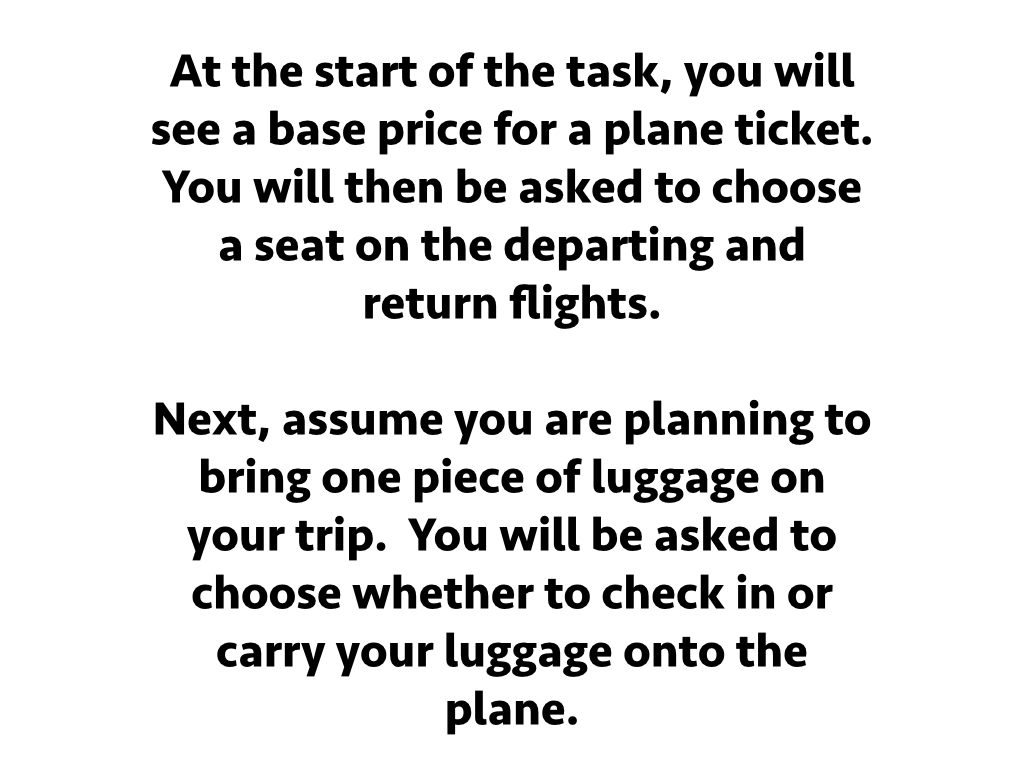 At the start of the task, you will
see a base price for a plane ticket.
You will then be asked to choose
a seat on the departing and
return flights.
Next, assume you are planning to
bring one piece of luggage on
your trip.  You will be asked to
choose whether to check in or
carry your luggage onto the
plane.